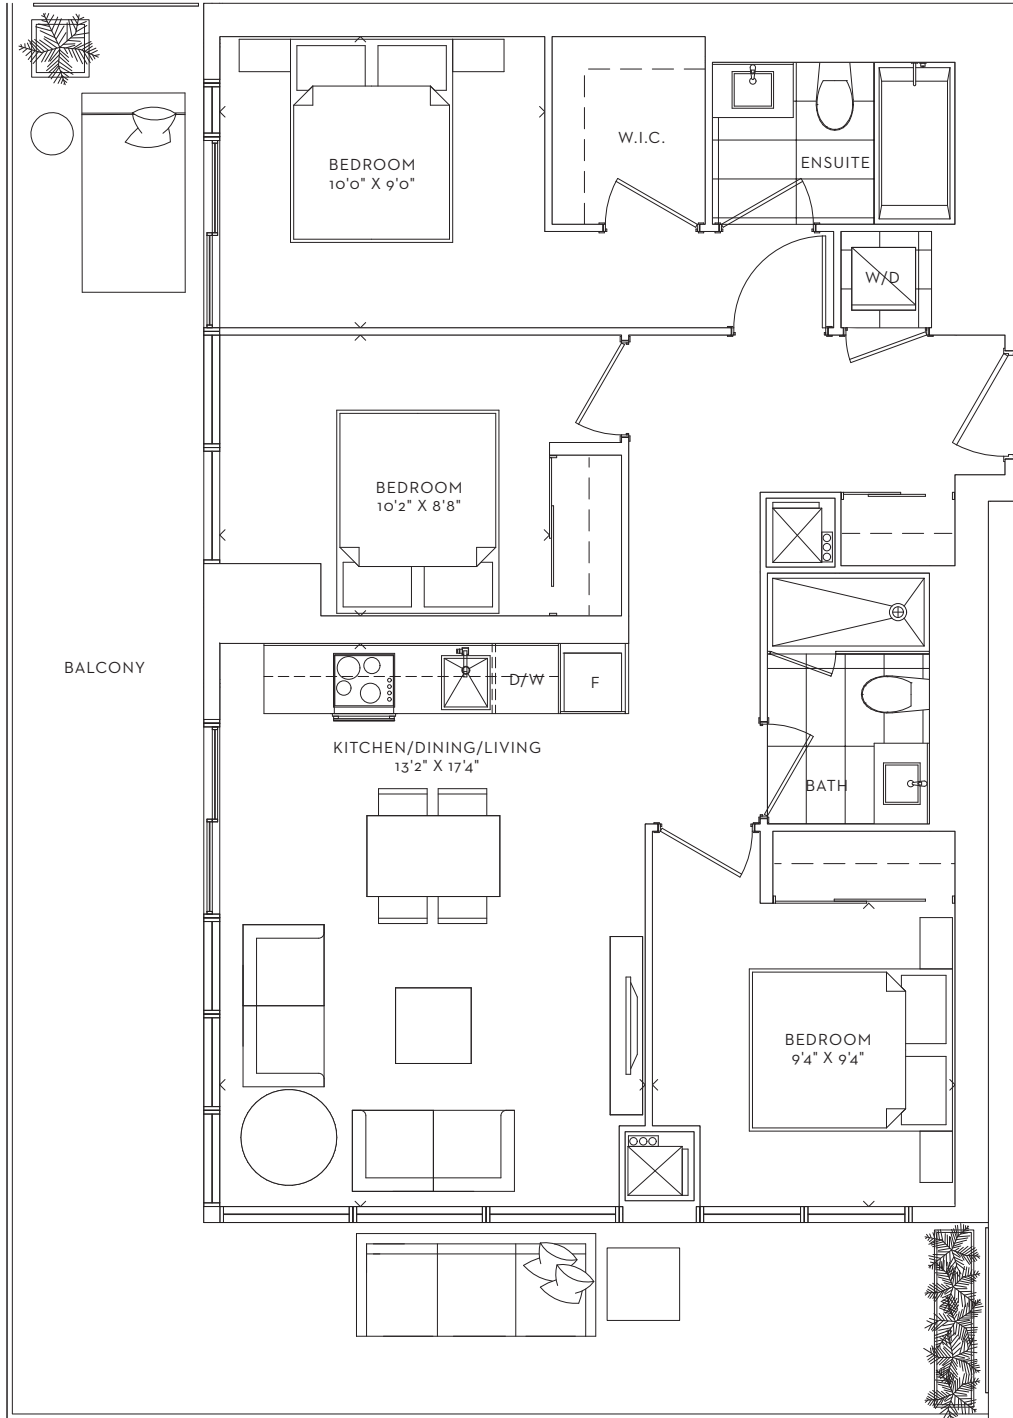 W.I.C.
ENSUITE
BEDROOM
10'0" X 9'0"
W/D
BEDROOM
10'2" X 8'8"
BALCONY
D/W
F
KITCHEN/DINING/LIVING
13'2" X 17'4"
BATH
BEDROOM
9'4" X 9'4"